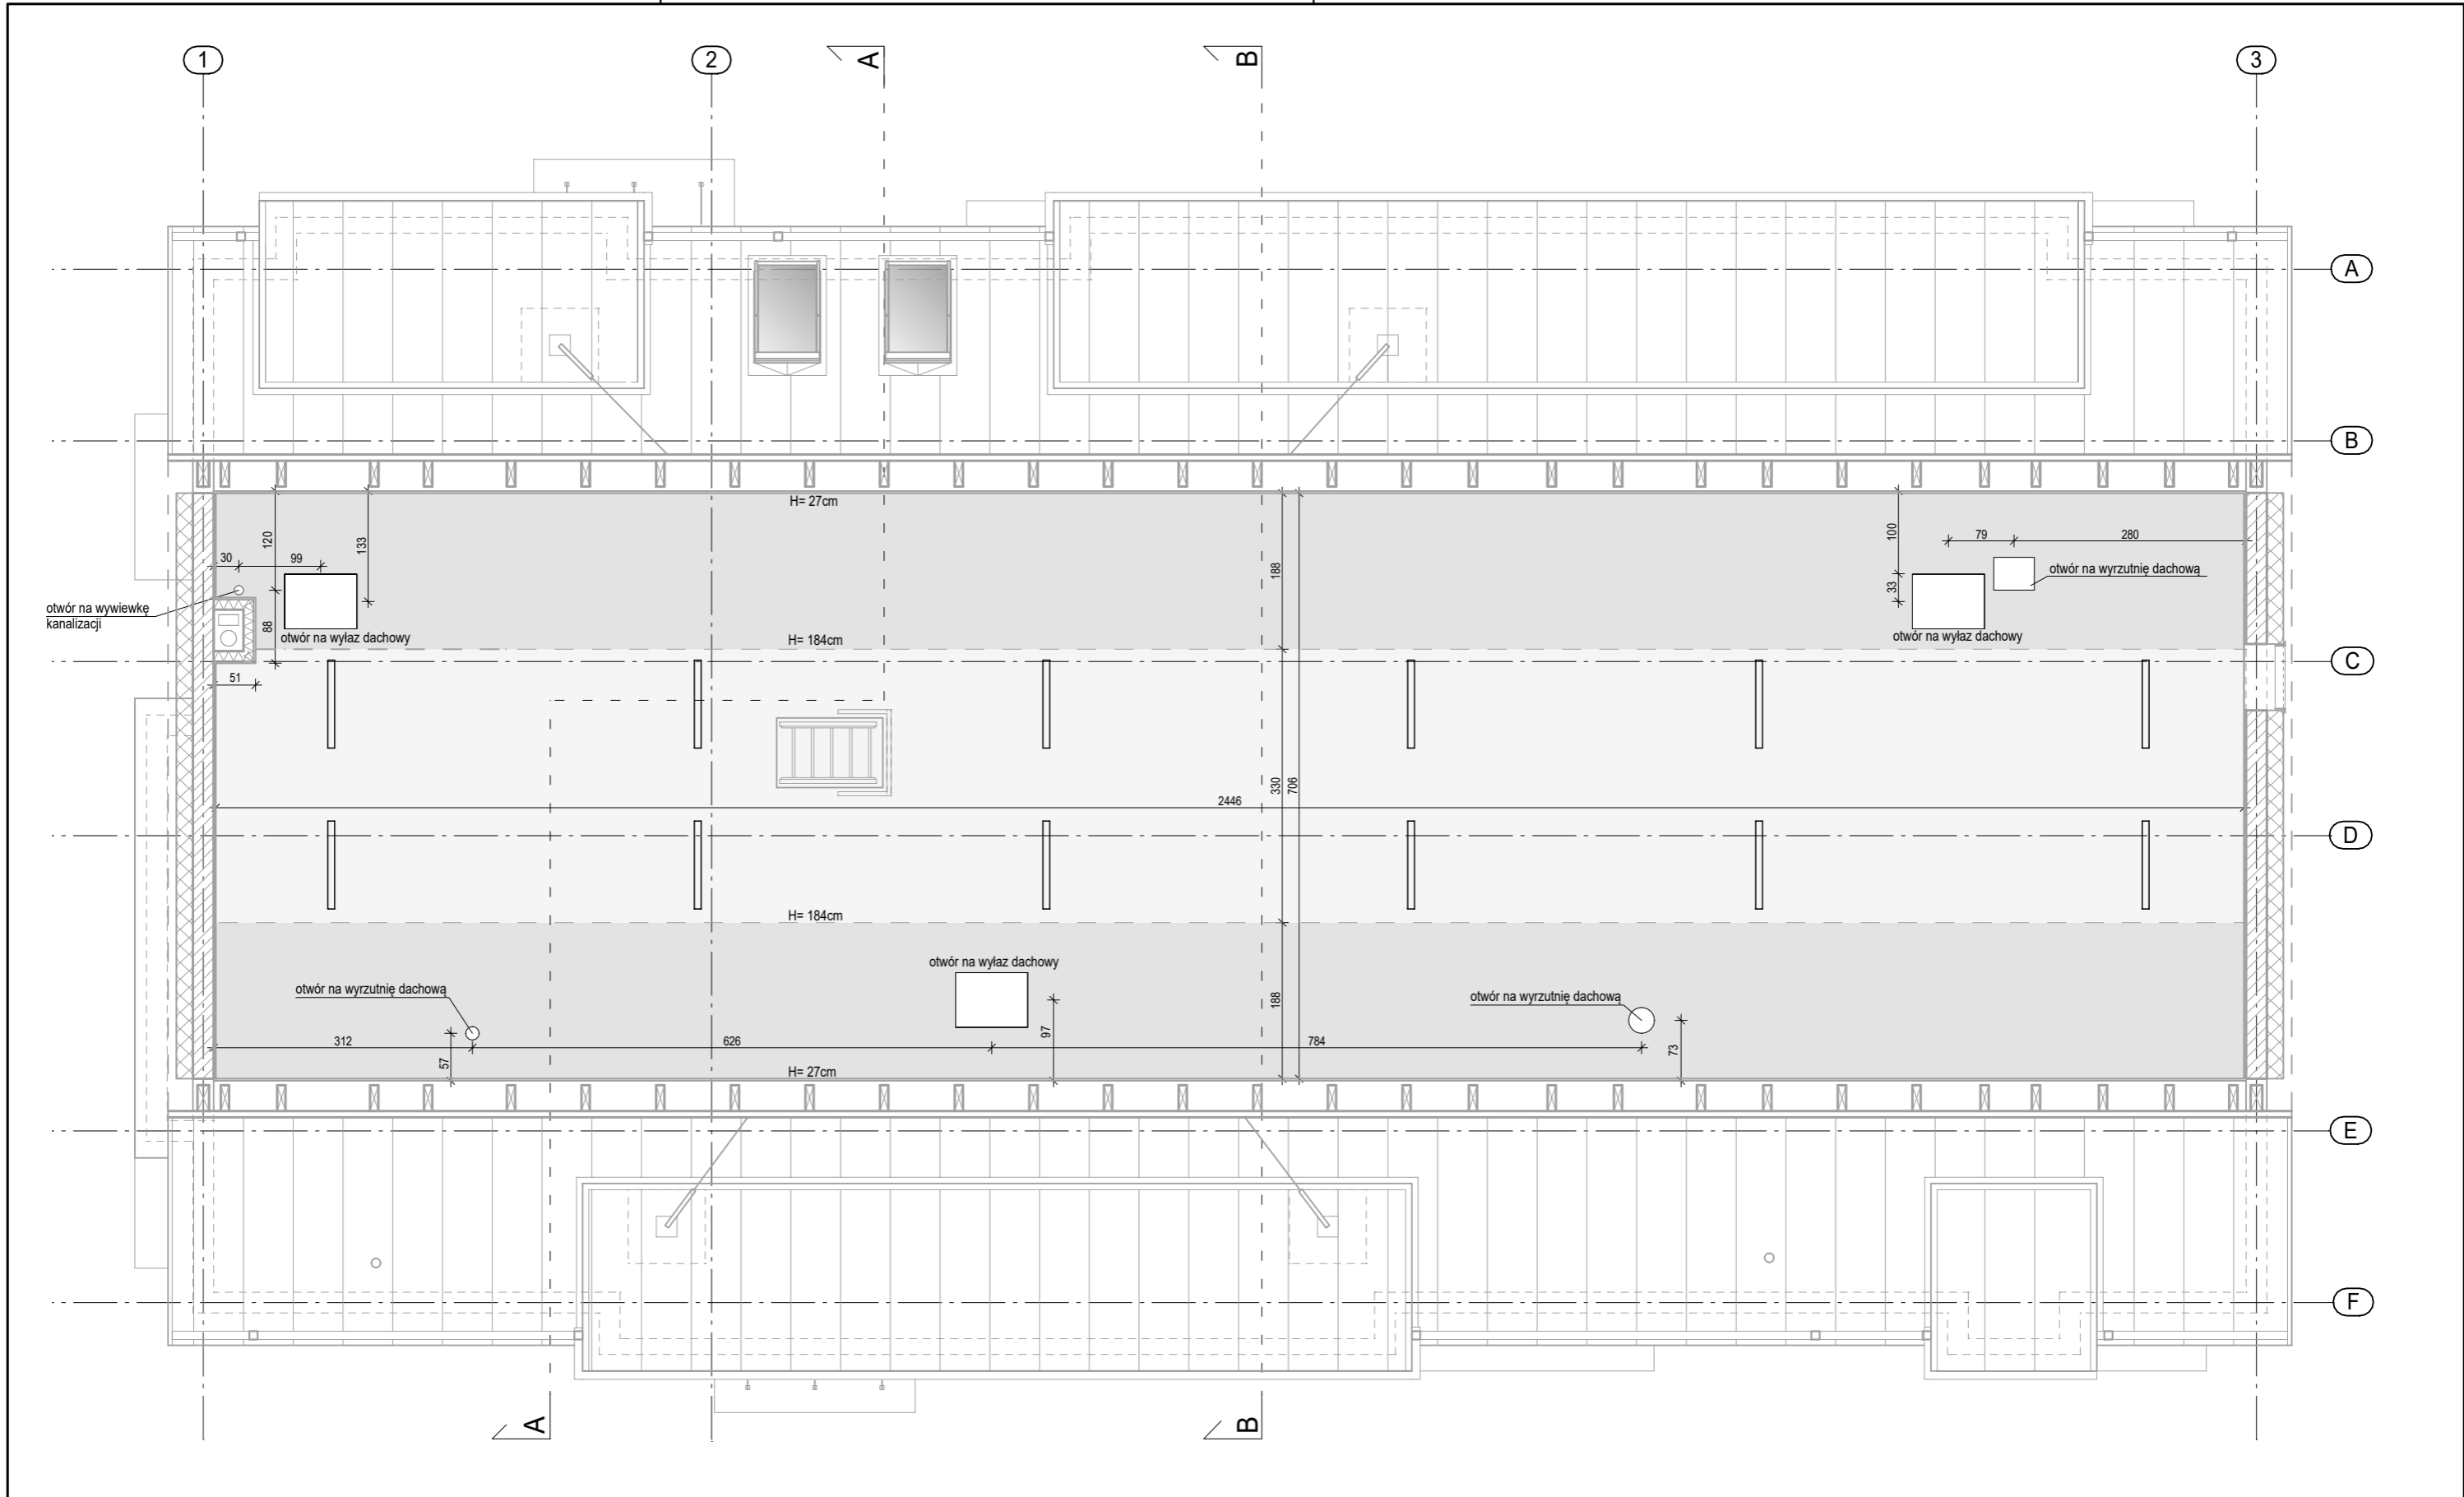 1
2
A
B
3
A
B
H= 27cm
120
133
30
99
188
100
79
280
otwór na wyrzutnię dachową
33
otwór na wywiewkę
kanalizacji
88
otwór na wyłaz dachowy
H= 184cm
otwór na wyłaz dachowy
C
51
330
706
2446
D
H= 184cm
otwór na wyłaz dachowy
otwór na wyrzutnię dachową
otwór na wyrzutnię dachową
188
97
312
626
784
73
57
H= 27cm
E
F
A
B